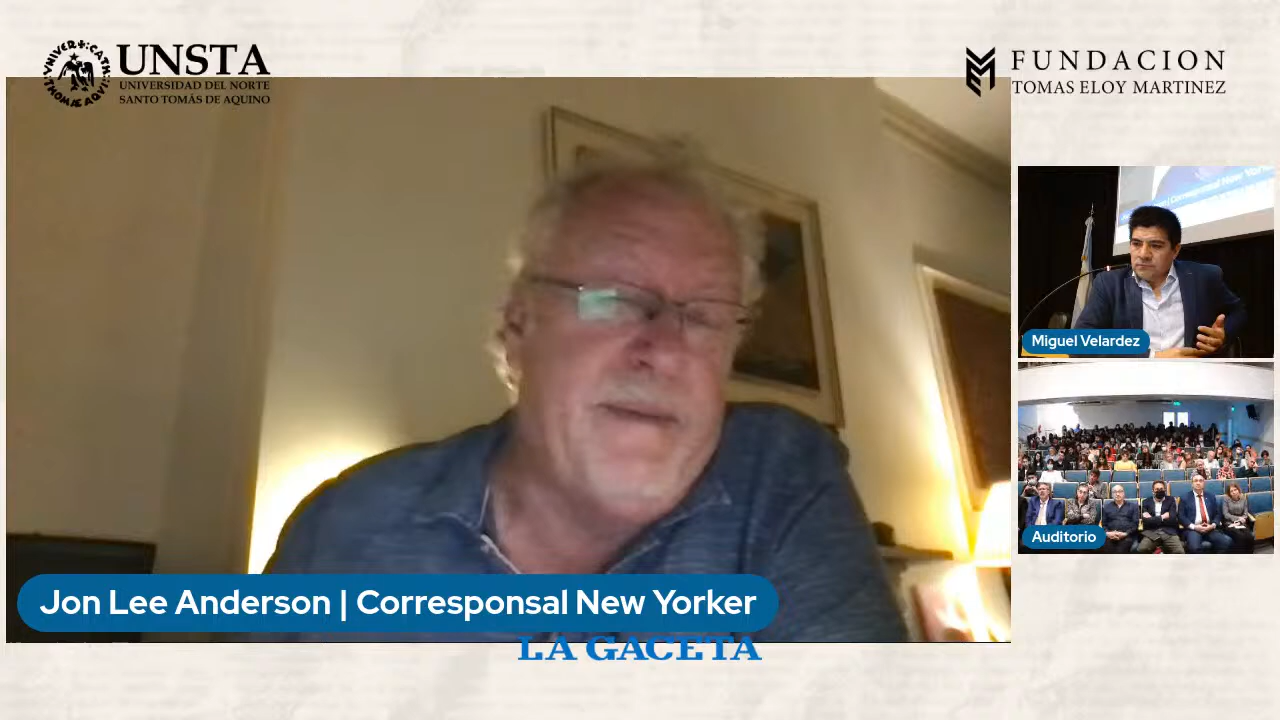 UNSTA
UNIVERSIDAD DEL NORTE
SANTO TOMÁS DE AQUINO
FUNDACION
TOMAS ELOY MARTINEZ
Miguel Velardez
Auditorio
Jon Lee Anderson | Corresponsal New Yorker
LA GACETA